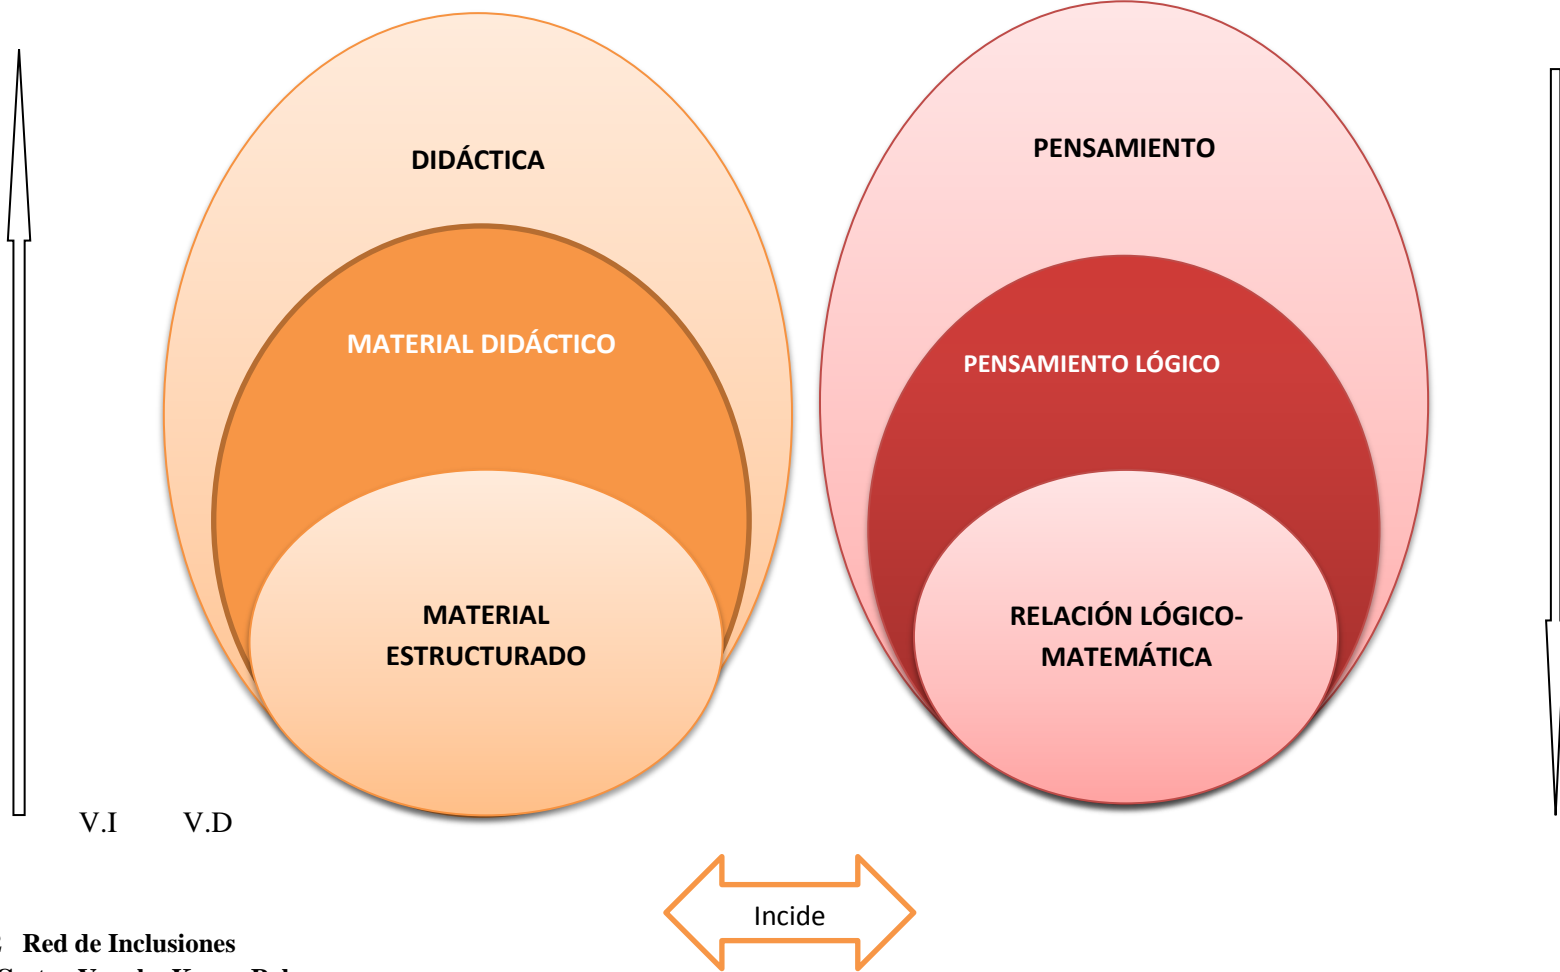 DIDÁCTICA
MATERIAL DIDÁCTICO
MATERIAL
ESTRUCTURADO
PENSAMIENTO
PENSAMIENTO LÓGICO
RELACIÓN LÓGICO-
MATEMÁTICA
V.I V.D
Incide
Red de Inclusiones